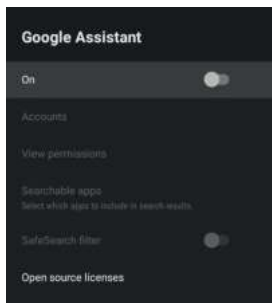 Google Assistant
On
Accounts
View permissions
Searchable apps
Select which apps to include in search results.
SafeSearch filter
Open source licenses